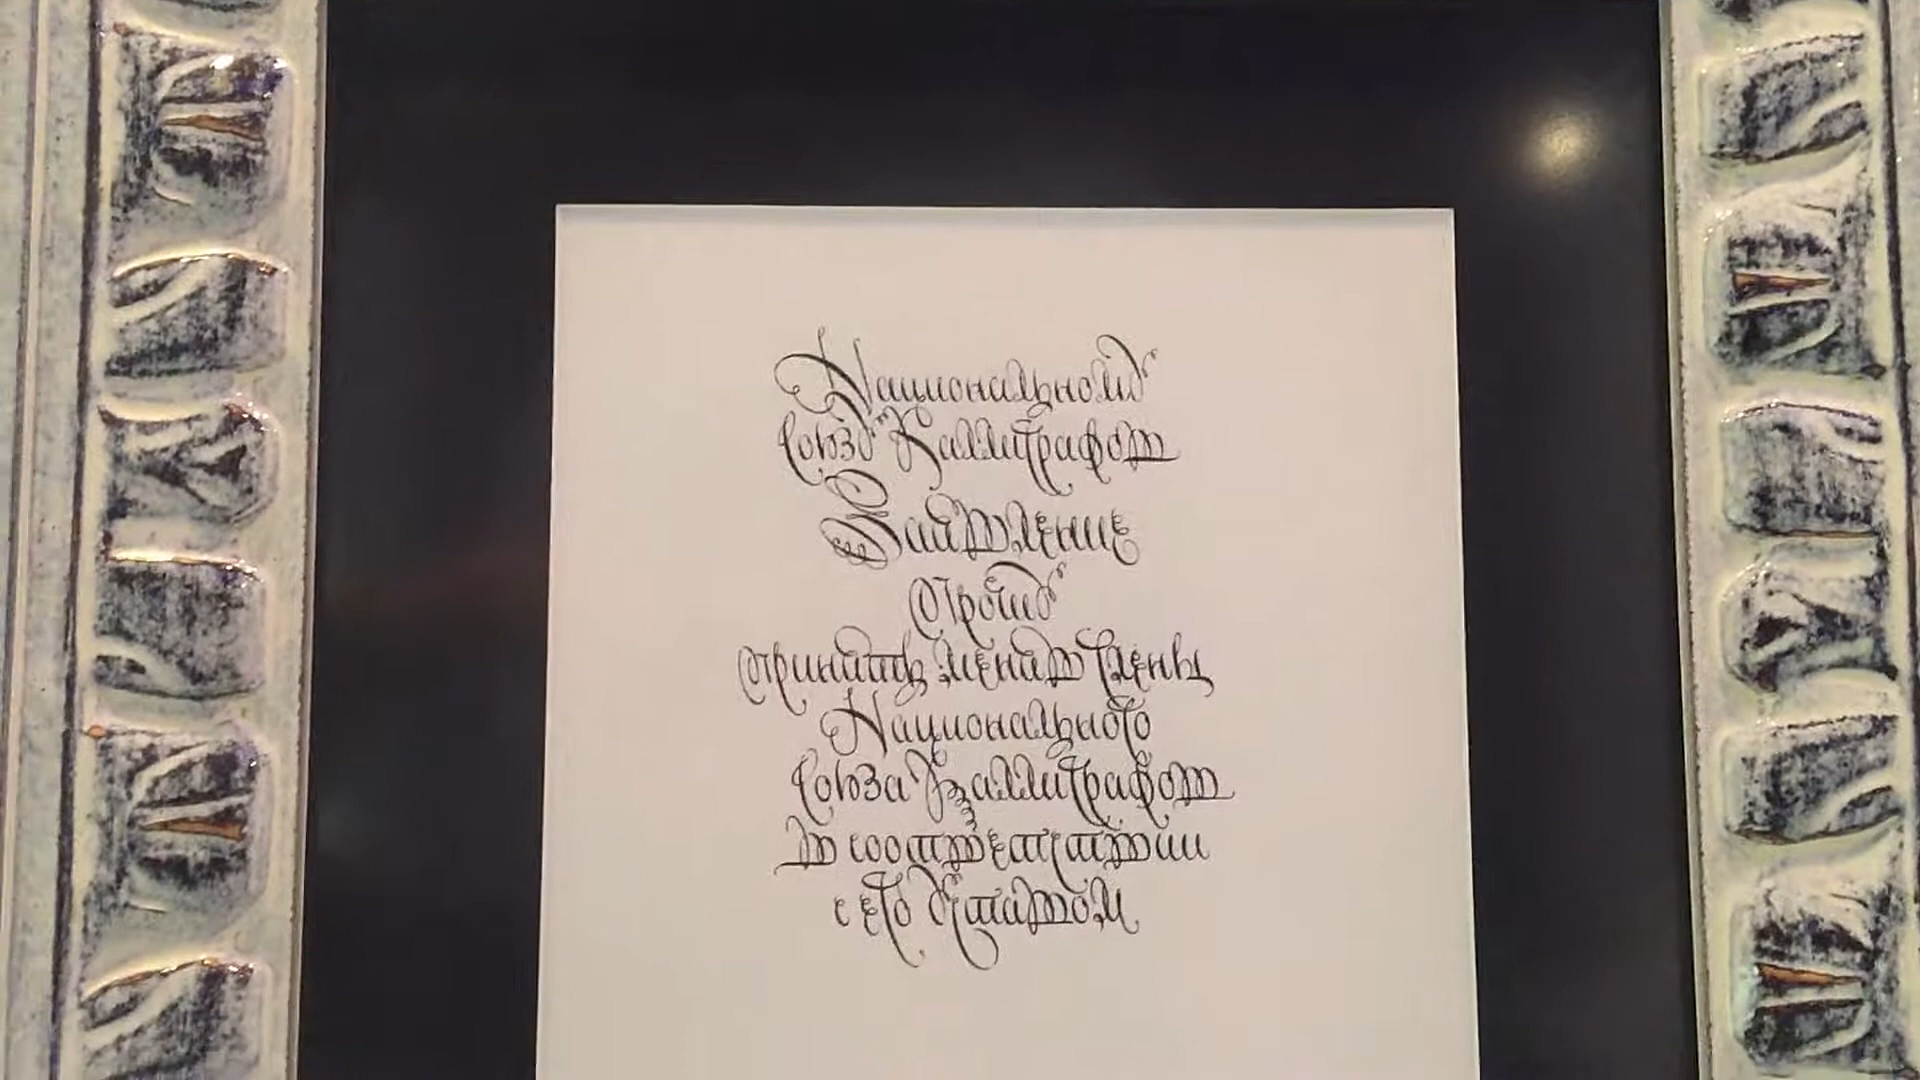 Национальному
Союзу Каллиграфов
Заявление
Прошу
принять меня в члены
Национального
Союза Каллиграфов
в соответствии
с его Уставом